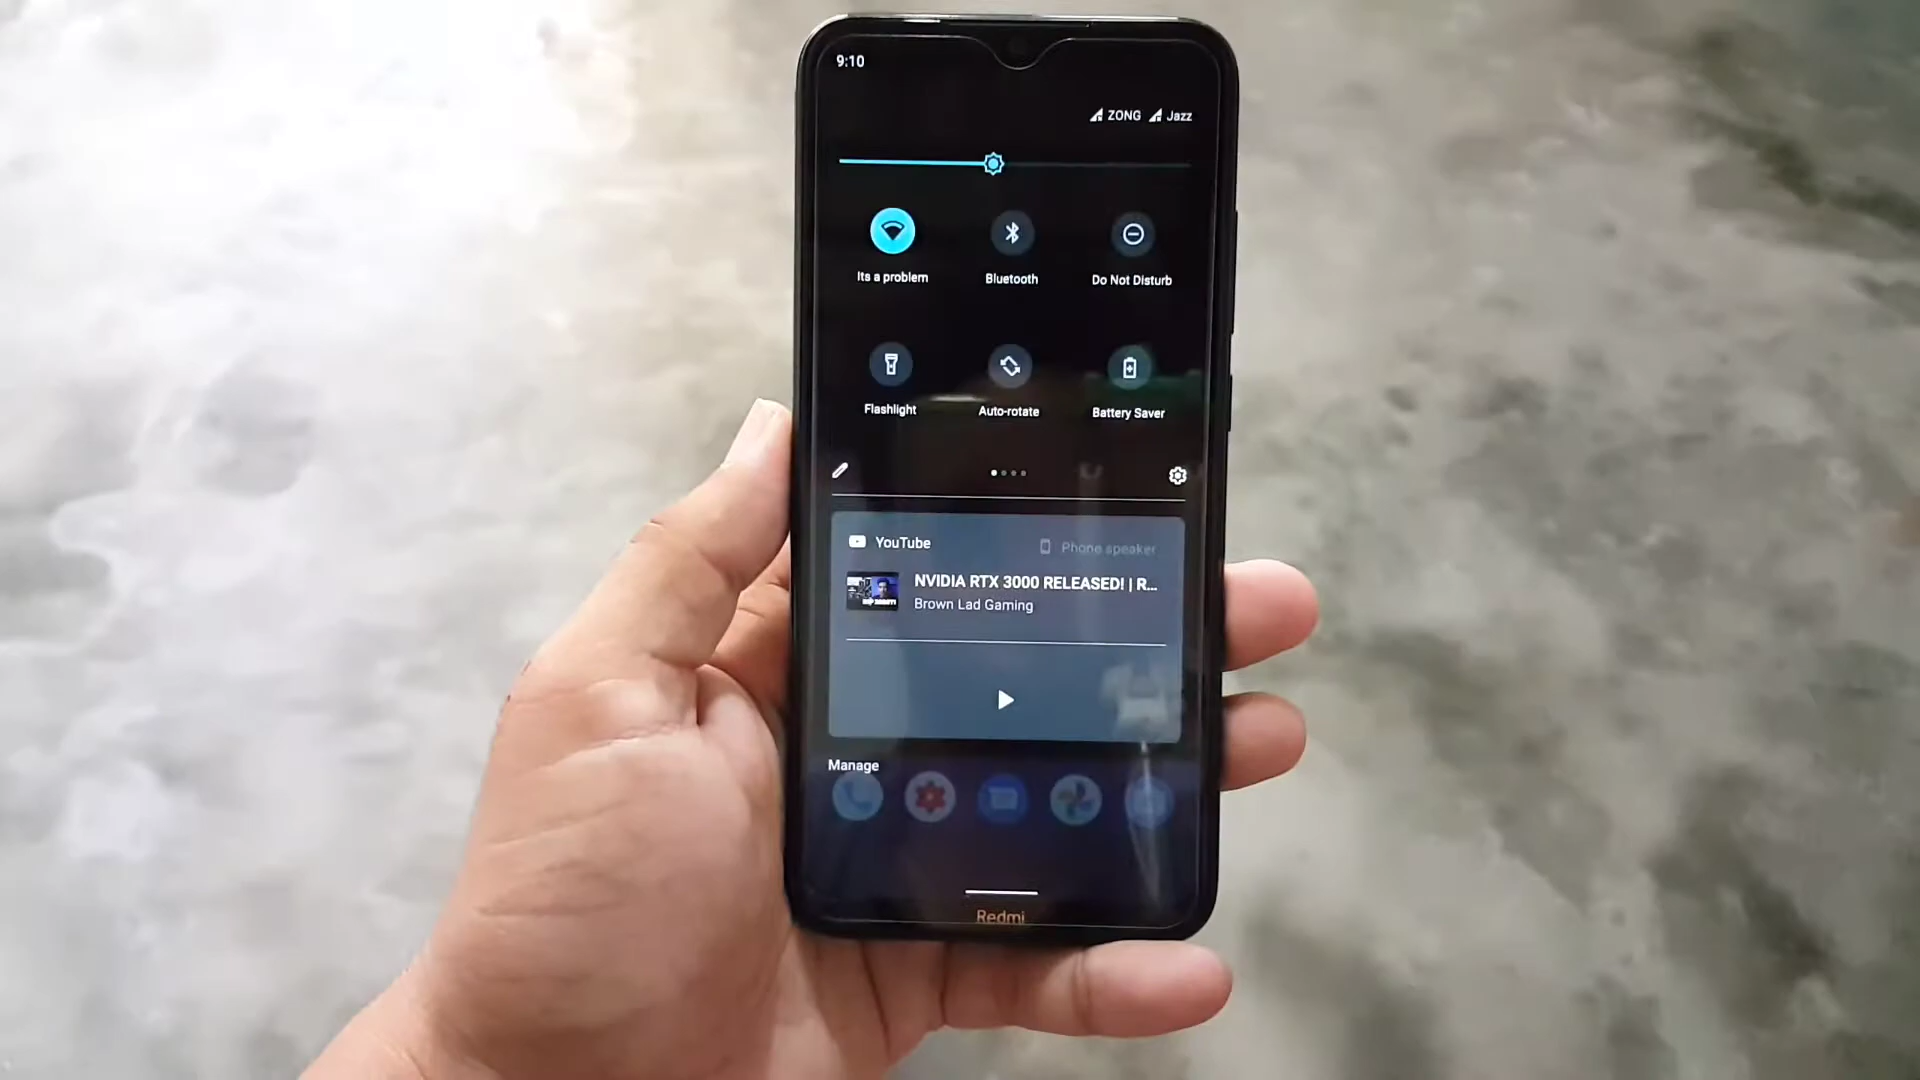 9:10
ZONG Jazz
Its a problem
Bluetooth
Do Not Disturb
Flashlight
Auto-rotate
Battery Saver
YouTube
Phone speaker
NVIDIA RTX 3000 RELEASED! | R...
Brown Lad Gaming
Manage
Redmi